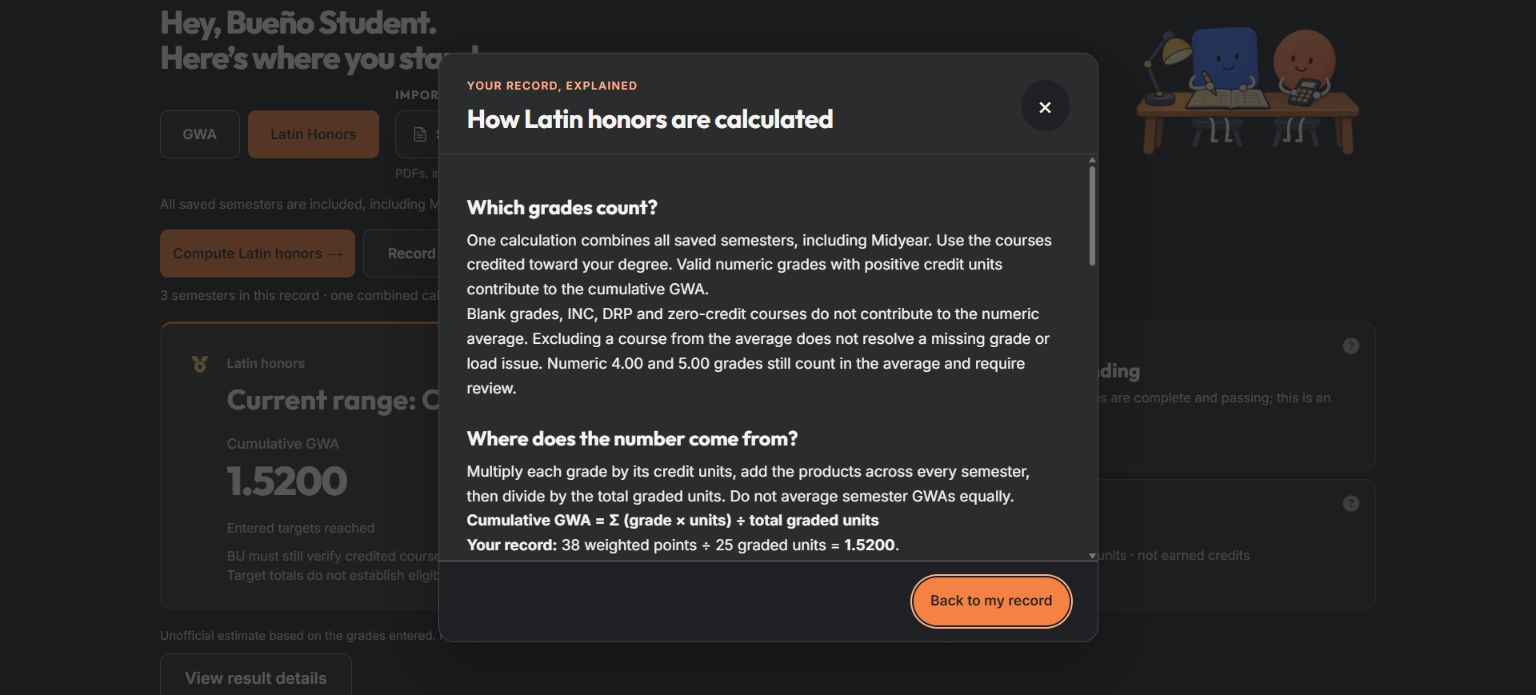 Hey, Bueño Student.
Here's where you stand
IMPOR
GWA
Latin Honors
PDFs, in
All saved semesters are included, including M
Compute Latin honors →
Record
3 semesters in this record · one combined cal
Latin honors
Current range: C
Cumulative GWA
1.5200
Entered targets reached
BU must still verify credited course
Target totals do not establish eligib
Unofficial estimate based on the grades entered.
View result details
YOUR RECORD, EXPLAINED
How Latin honors are calculated
×
Which grades count?
One calculation combines all saved semesters, including Midyear. Use the courses
credited toward your degree. Valid numeric grades with positive credit units
contribute to the cumulative GWA.
Blank grades, INC, DRP and zero-credit courses do not contribute to the numeric
average. Excluding a course from the average does not resolve a missing grade or
load issue. Numeric 4.00 and 5.00 grades still count in the average and require
review.
Where does the number come from?
Multiply each grade by its credit units, add the products across every semester,
then divide by the total graded units. Do not average semester GWAs equally.
Cumulative GWA = Σ (grade × units) ÷ total graded units
Your record: 38 weighted points ÷ 25 graded units = 1.5200.
Back to my record
?
nding
s are complete and passing; this is an
?
units · not earned credits